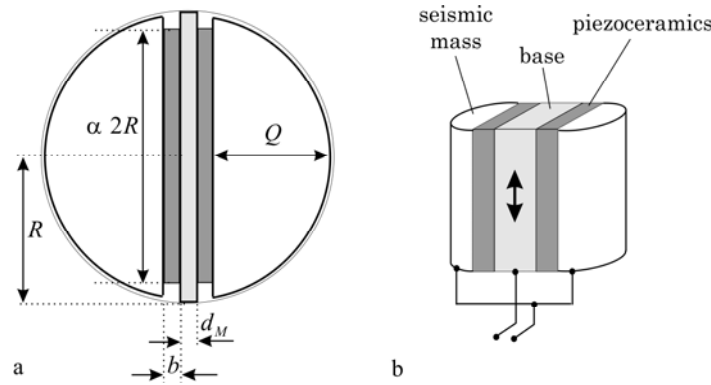 α 2R
Q
R
d_M
b
a
seismic
mass
base
piezoceramics
b